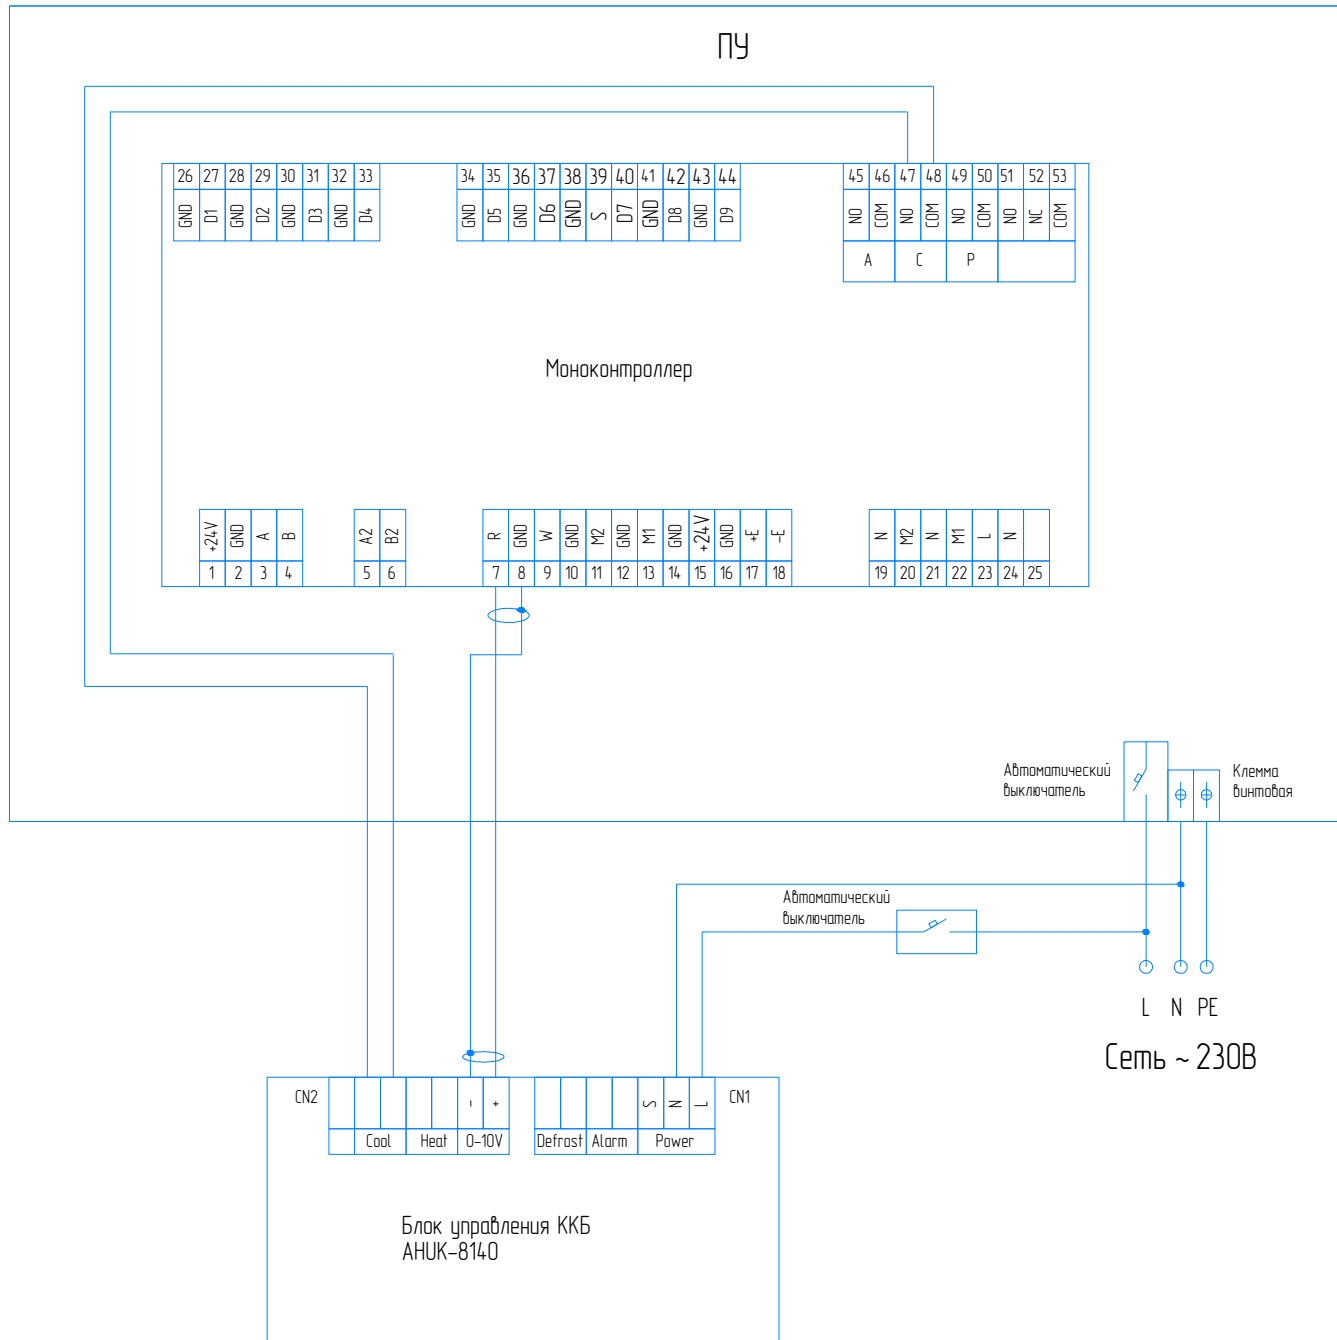 ПУ
26 27 28 29 30 31 32 33
GND D1 GND D2 GND D3 GND D4
34 35 36 37 38 39 40 41 42 43 44
GND D5 GND D6 GND S D7 GND D8 GND D9
45 46 47 48 49 50 51 52 53
NO COM NO COM NO COM NO NC COM
A C P
Моноконтроллер
+24V GND A B
1 2 3 4
A2 B2
5 6
R GND W GND M2 GND M1 GND +24V GND +E -E
7 8 9 10 11 12 13 14 15 16 17 18
N M2 N M1 L N
19 20 21 22 23 24 25
Автоматический
выключатель
Клемма
винтовая
Автоматический
выключатель
L N PE
Сеть ~ 230В
CN2
- +
Cool Heat 0-10V
S N L
Defrost Alarm Power
CN1
Блок управления ККБ
AHUK-8140